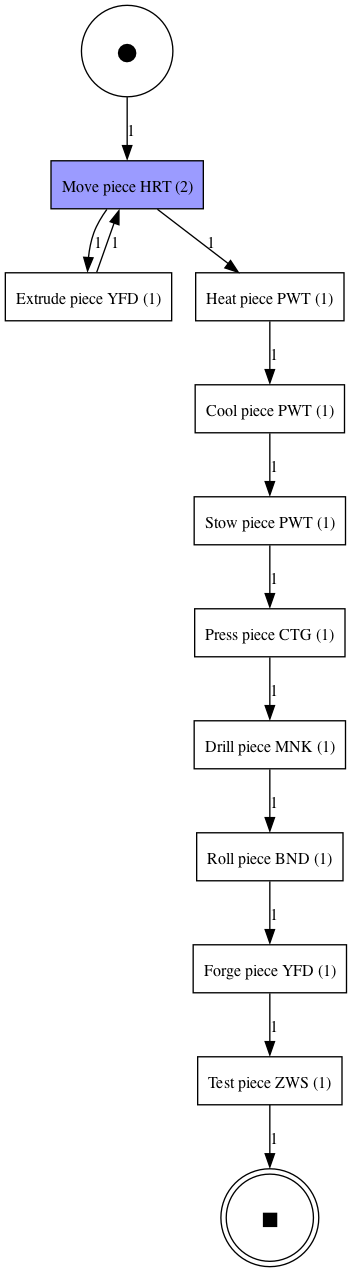 1
Move piece HRT (2)
1
1
1
Extrude piece YFD (1)
Heat piece PWT (1)
1
Cool piece PWT (1)
1
Stow piece PWT (1)
1
Press piece CTG (1)
1
Drill piece MNK (1)
1
Roll piece BND (1)
1
Forge piece YFD (1)
1
Test piece ZWS (1)
1